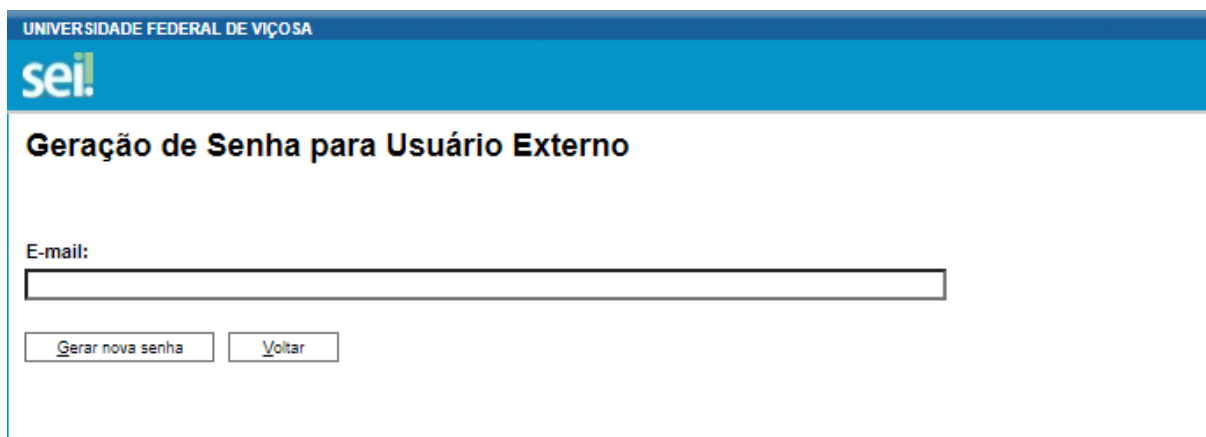 UNIVERSIDADE FEDERAL DE VIÇOSA
sei!
Geração de Senha para Usuário Externo
E-mail:
Gerar nova senha Voltar